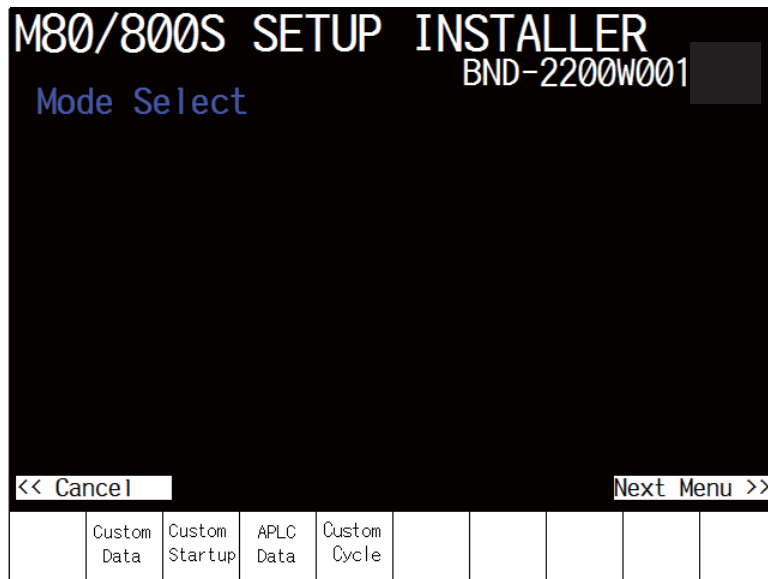 M80/800S SETUP INSTALLER
BND-2200W001
Mode Select
<< Cancel
Next Menu >>
Custom Data
Custom Startup
APLC Data
Custom Cycle